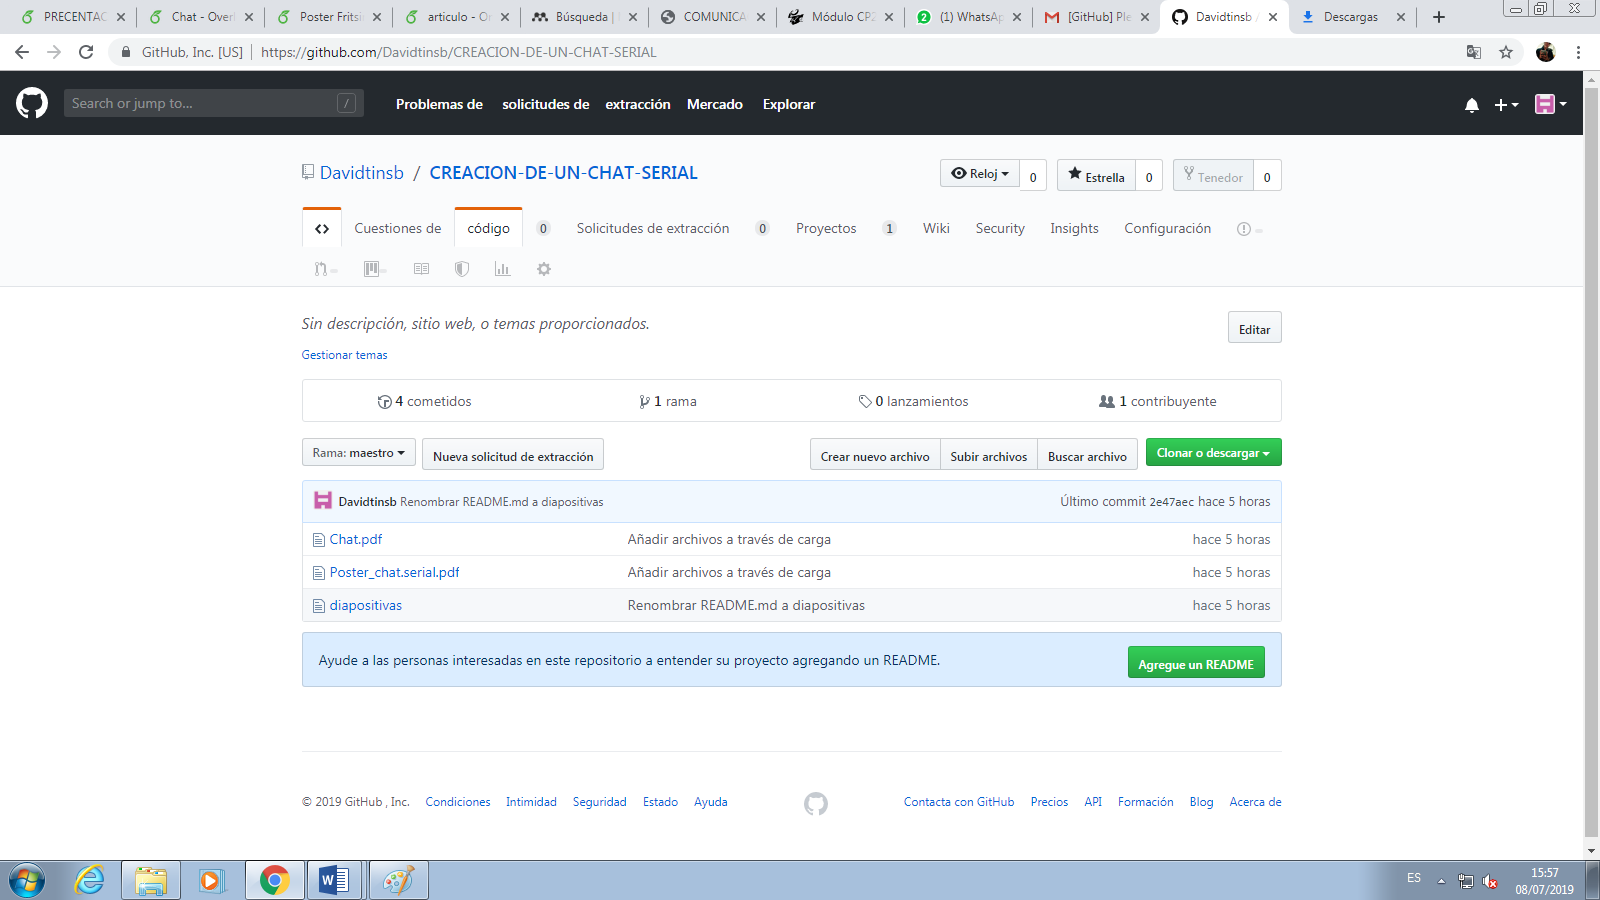 PRECENTAC
Chat - Overl
Poster Fritsi
articulo - On
Búsqueda |
COMUNICA
Módulo CP2
(1) WhatsAp
[GitHub] Ple
Davidtinsb /
Descargas
GitHub, Inc. [US] | https://github.com/Davidtinsb/CREACION-DE-UN-CHAT-SERIAL
Search or jump to... /
Problemas de solicitudes de extracción Mercado Explorar
Davidtinsb / CREACION-DE-UN-CHAT-SERIAL
Reloj 0 Estrella 0 Tenedor 0
Cuestiones de código 0 Solicitudes de extracción 0 Proyectos 1 Wiki Security Insights Configuración
Sin descripción, sitio web, o temas proporcionados.
Editar
Gestionar temas
4 cometidos 1 rama 0 lanzamientos 1 contribuyente
Rama: maestro Nueva solicitud de extracción Crear nuevo archivo Subir archivos Buscar archivo Clonar o descargar
Davidtinsb Renombrar README.md a diapositivas Último commit 2e47aec hace 5 horas
Chat.pdf Añadir archivos a través de carga hace 5 horas
Poster_chat.serial.pdf Añadir archivos a través de carga hace 5 horas
diapositivas Renombrar README.md a diapositivas hace 5 horas
Ayude a las personas interesadas en este repositorio a entender su proyecto agregando un README.
Agregue un README
© 2019 GitHub , Inc. Condiciones Intimidad Seguridad Estado Ayuda Contacta con GitHub Precios API Formación Blog Acerca de
ES
15:57
08/07/2019